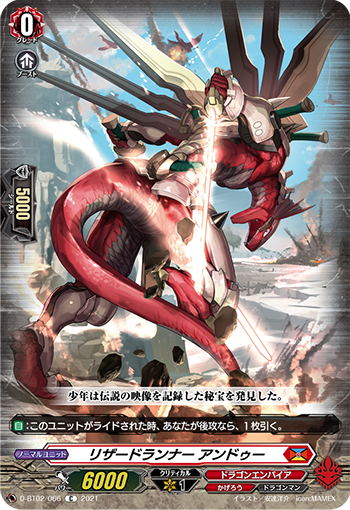 0
グレード
ブースト
5000
シールド
少年は伝説の映像を記録した秘宝を発見した。
自:このユニットがライドされた時、あなたが後攻なら、1枚引く。
ノーマルユニット
リザードランナー アンドゥー
パワー 6000
クリティカル
1
ドラゴンエンパイア
かげろう
ドラゴンマン
D-BT02/066 C 2021
イラスト/安達洋介 icon:MAMEX